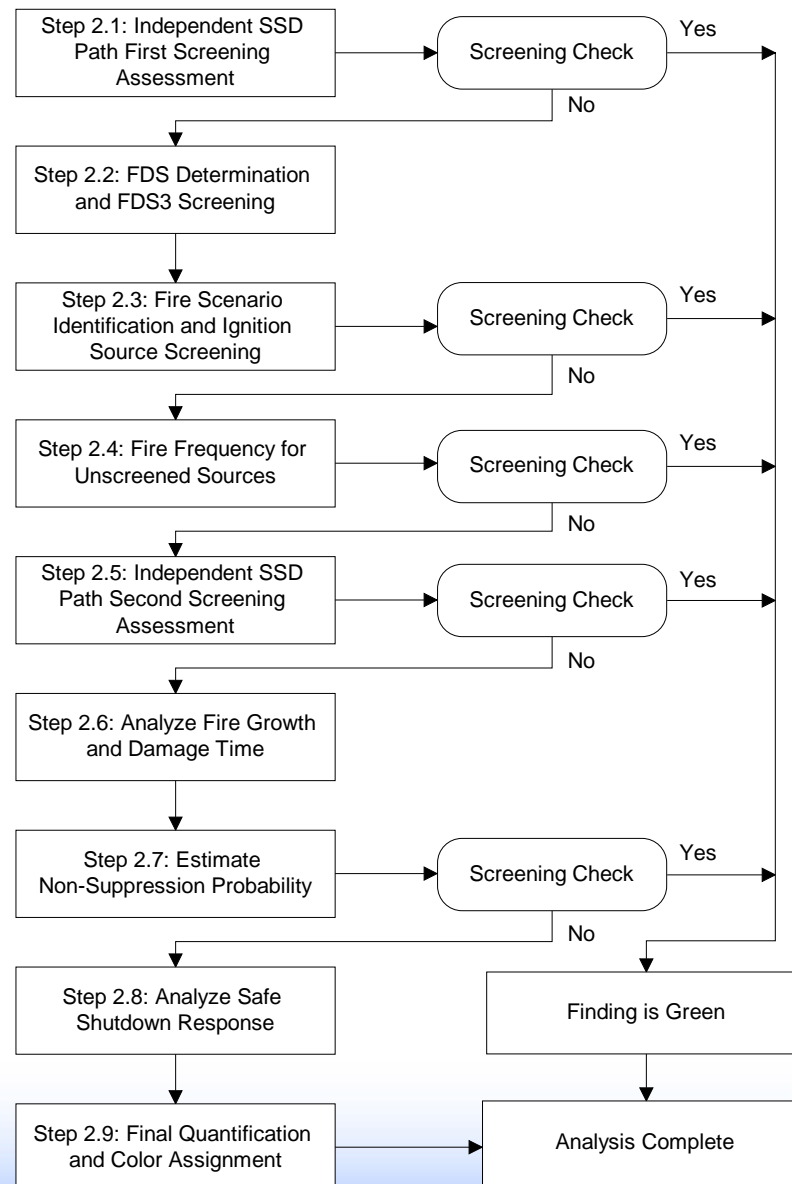 Step 2.1: Independent SSD
Path First Screening
Assessment
Screening Check
Yes
No
Step 2.2: FDS Determination
and FDS3 Screening
Step 2.3: Fire Scenario
Identification and Ignition
Source Screening
Screening Check
Yes
No
Step 2.4: Fire Frequency for
Unscreened Sources
Screening Check
Yes
No
Step 2.5: Independent SSD
Path Second Screening
Assessment
Screening Check
Yes
No
Step 2.6: Analyze Fire Growth
and Damage Time
Step 2.7: Estimate
Non-Suppression Probability
Screening Check
Yes
No
Step 2.8: Analyze Safe
Shutdown Response
Finding is Green
Step 2.9: Final Quantification
and Color Assignment
Analysis Complete